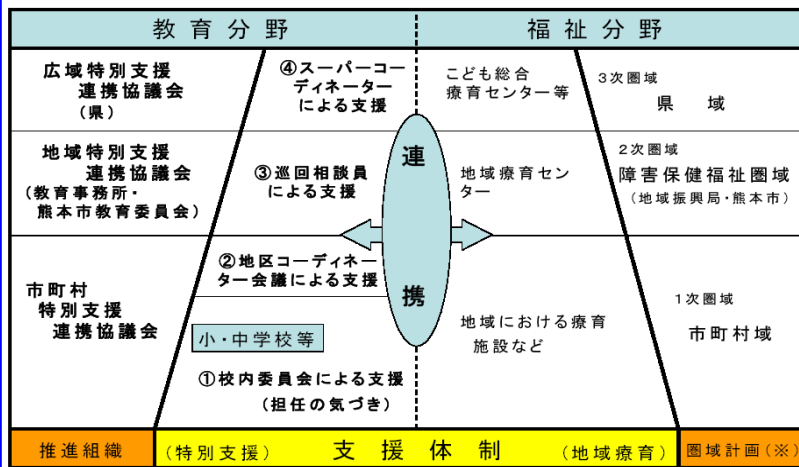 教育分野
福祉分野
広域特別支援
連携協議会
（県）
④スーパーコー
ディネーター
による支援
こども総合
療育センター等
3次圏域
県　域
地域特別支援
連携協議会
（教育事務所・
熊本市教育委員会）
③巡回相談員
による支援
地域療育セン
ター
2次圏域
障害保健福祉圏域
（地域振興局・熊本市）
連
携
市町村
特別支援
連携協議会
②地区コーディネー
ター会議による支援
小・中学校等
①校内委員会による支援
（担任の気づき）
地域における療育
施設など
1次圏域
市町村域
推進組織
（特別支援）
支援体制
（地域療育）
圏域計画（※）